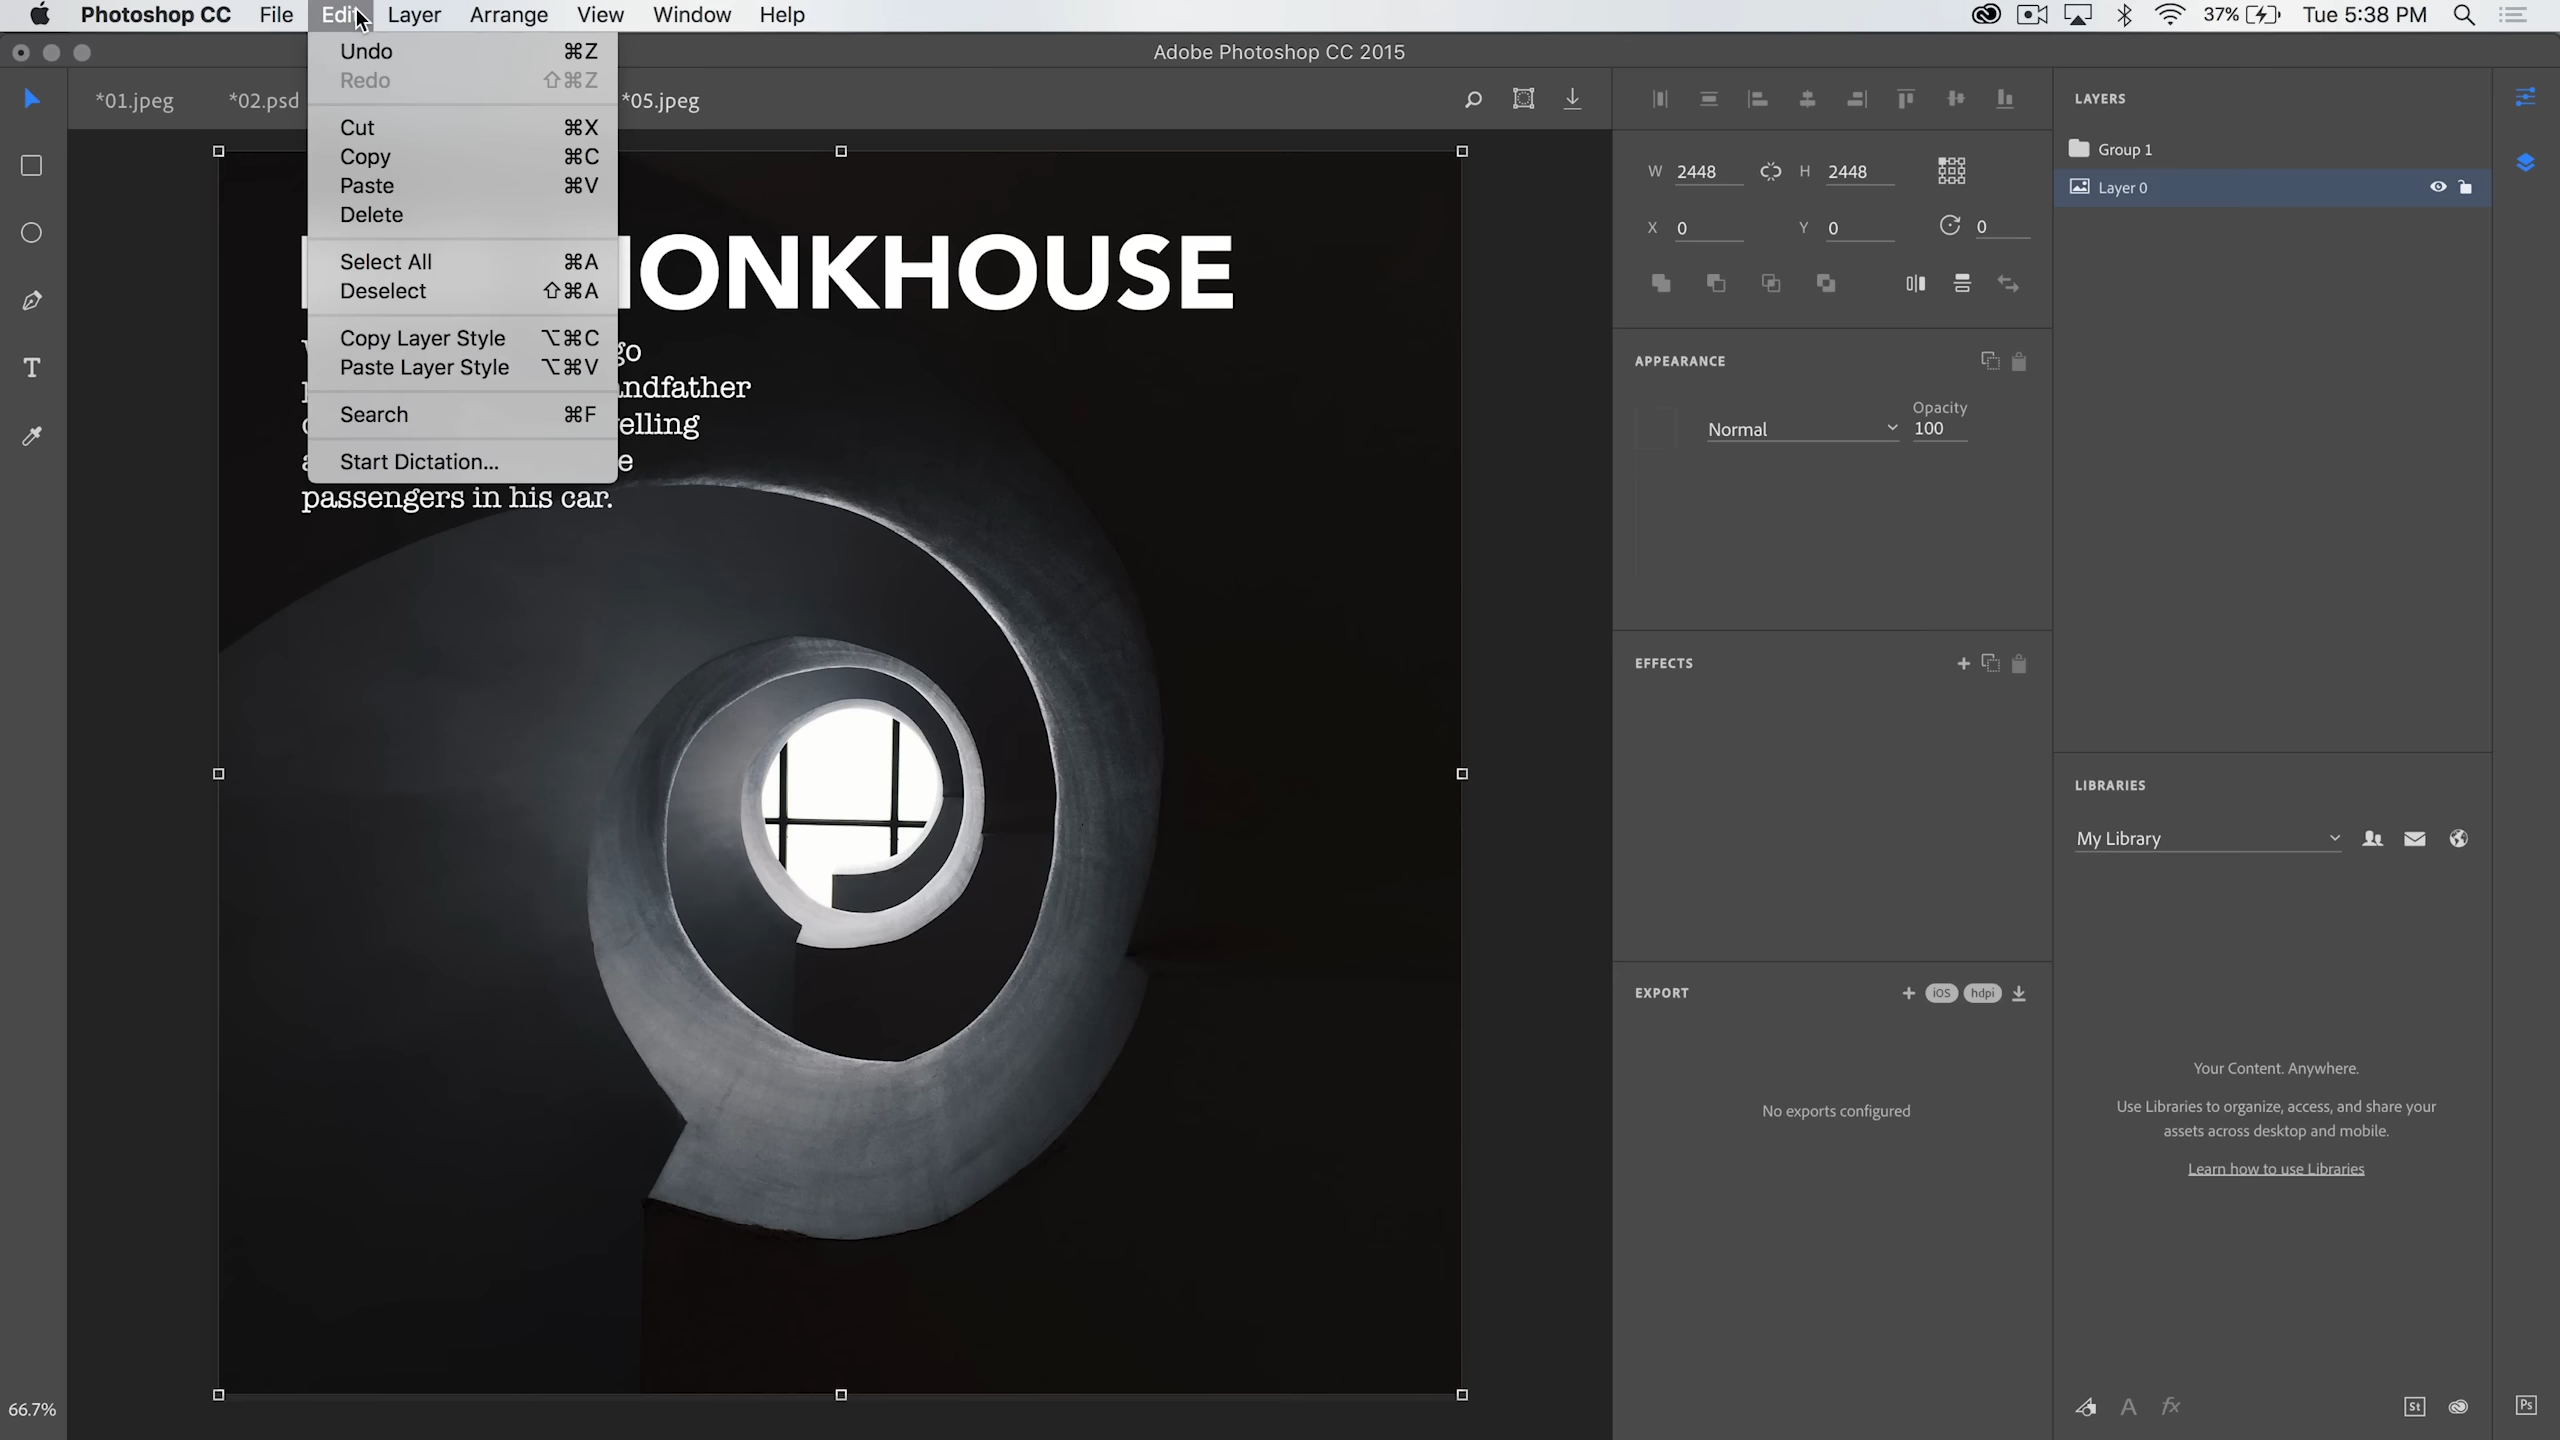 Photoshop CC File Edit Layer Arrange View Window Help 37% Tue 5:38 PM
Adobe Photoshop CC 2015
*01.jpeg *02.psd *05.jpeg
Undo ⌘Z
Redo ⇧⌘Z
Cut ⌘X
Copy ⌘C
Paste ⌘V
Delete
Select All ⌘A
Deselect ⇧⌘A
Copy Layer Style ⌥⌘C
Paste Layer Style ⌥⌘V
Search ⌘F
Start Dictation...
T
66.7%
ONKHOUSE
go
andfather
elling
e
passengers in his car.
W 2448 H 2448
X 0 Y 0 0
APPEARANCE
Opacity
Normal 100
EFFECTS
EXPORT iOS hdpi
No exports configured
LAYERS
Group 1
Layer 0
LIBRARIES
My Library
Your Content. Anywhere.
Use Libraries to organize, access, and share your
assets across desktop and mobile.
Learn how to use Libraries
A fx St Ps